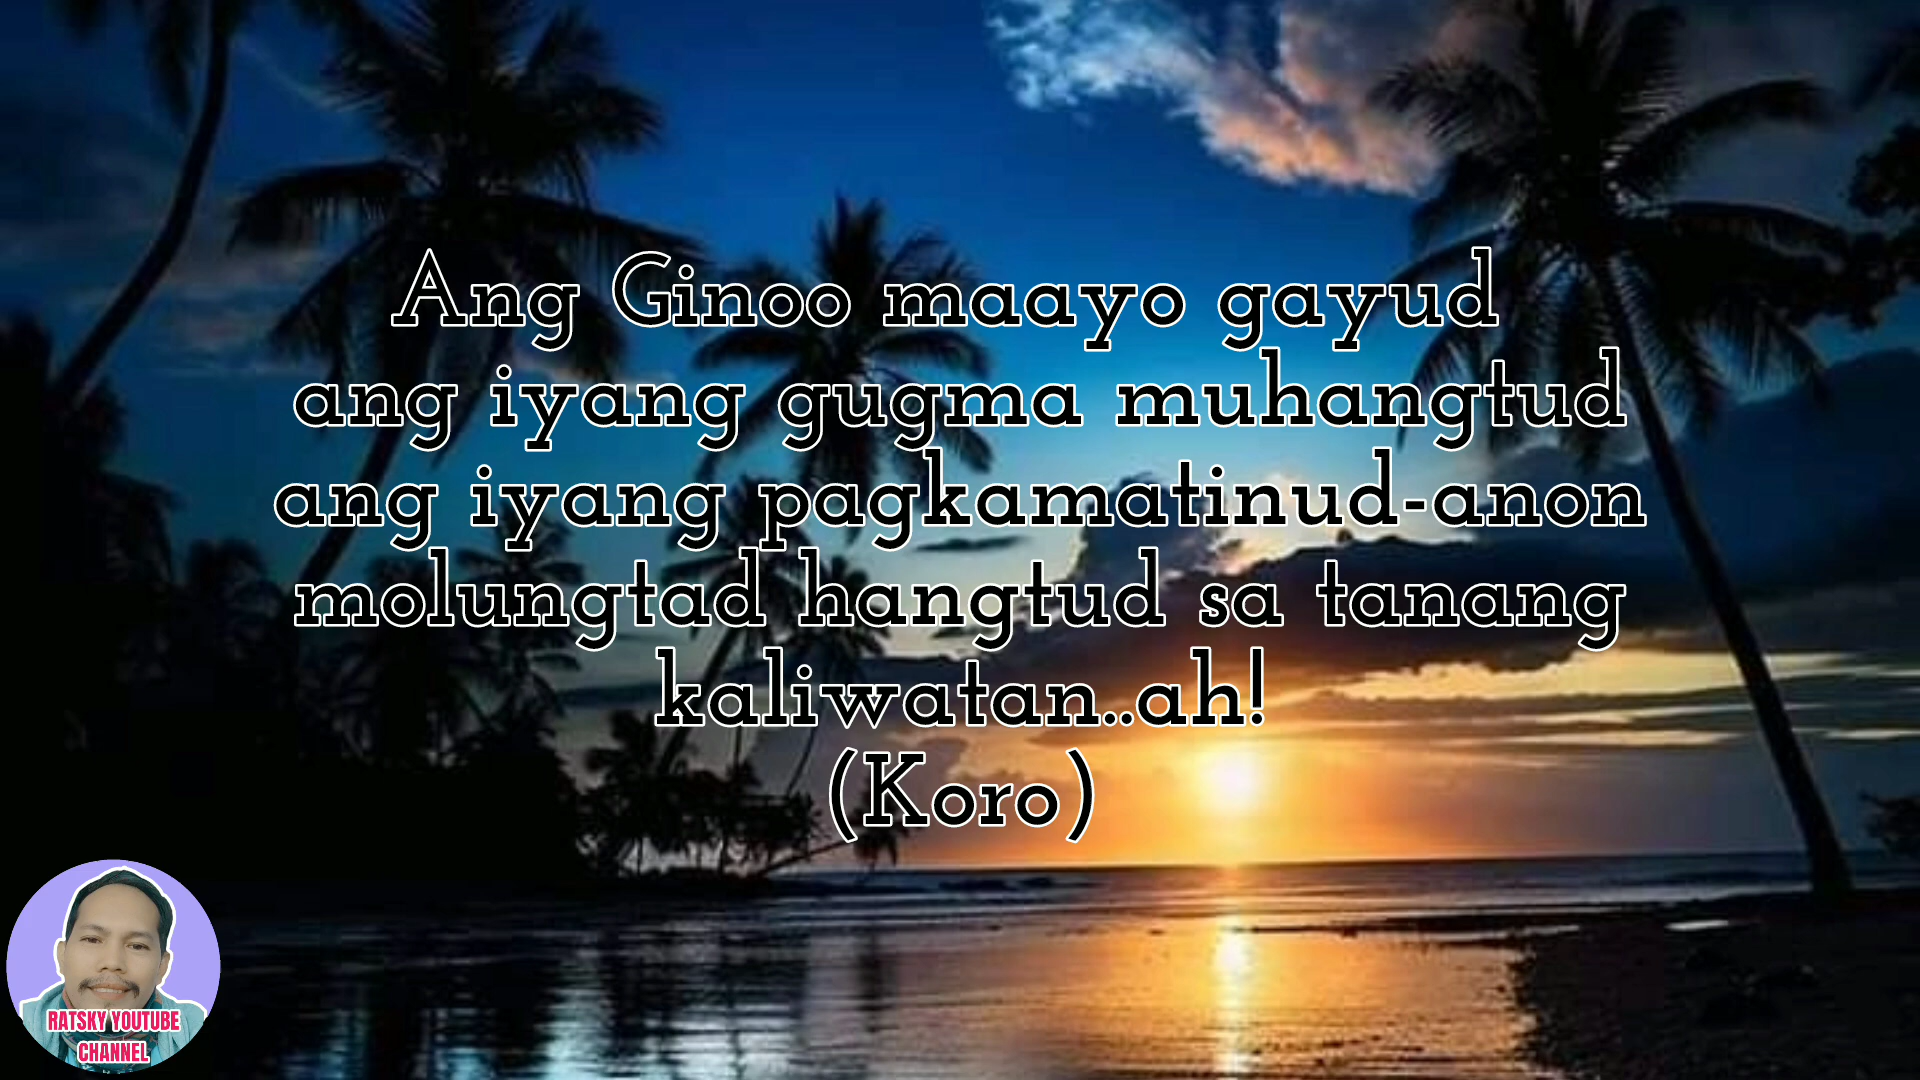 Ang Ginoo maayo gayud
ang iyang gugma muhangtud
ang iyang pagkamatinud-anon
molungtad hangtud sa tanang
kaliwatan..ah!
(Koro)
RATSKY YOUTUBE
CHANNEL